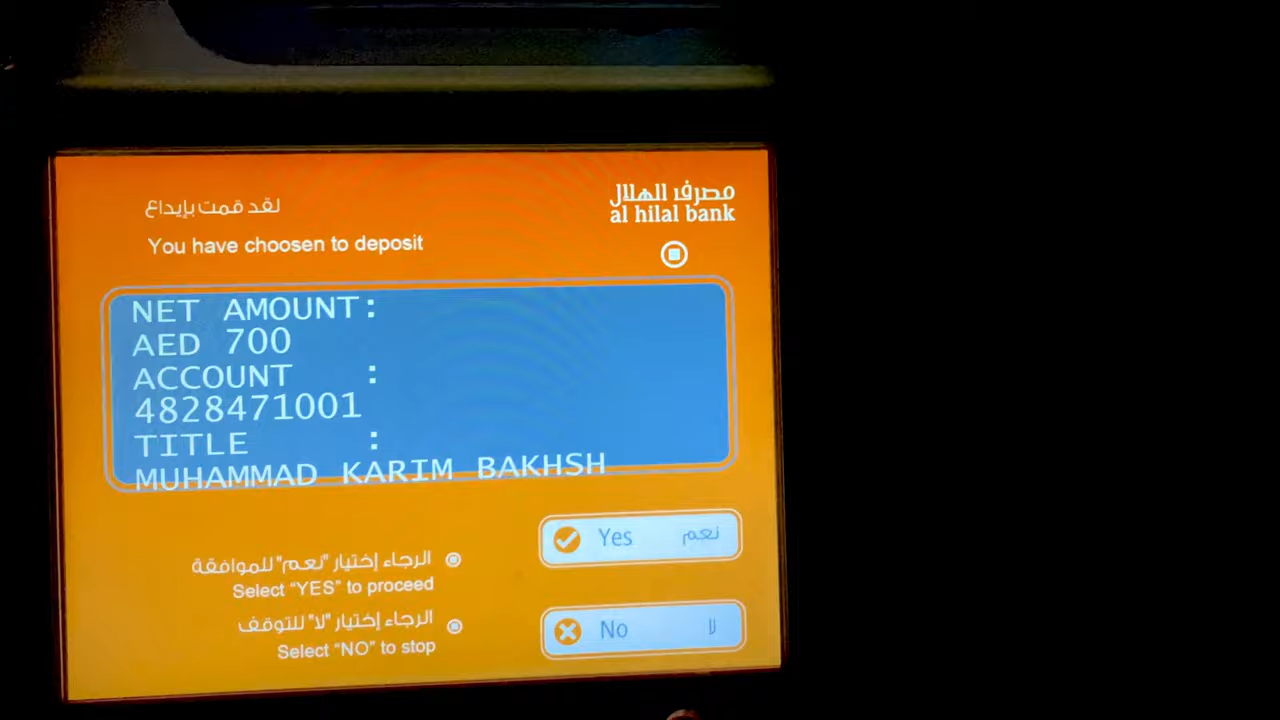 مصرف الهلال
al hilal bank
لقد قمت بإيداع
You have choosen to deposit
NET AMOUNT:
AED 700
ACCOUNT :
4828471001
TITLE :
MUHAMMAD KARIM BAKHSH
Yes نعم
الرجاء إختيار "نعم" للموافقة
Select “YES” to proceed
No لا
الرجاء إختيار "لا" للتوقف
Select “NO” to stop